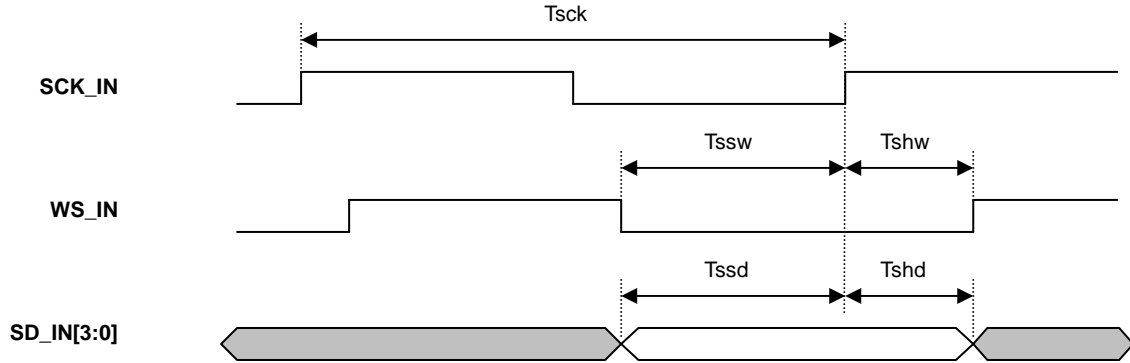 Tsck
SCK_IN
Tssw Tshw
WS_IN
Tssd Tshd
SD_IN[3:0]